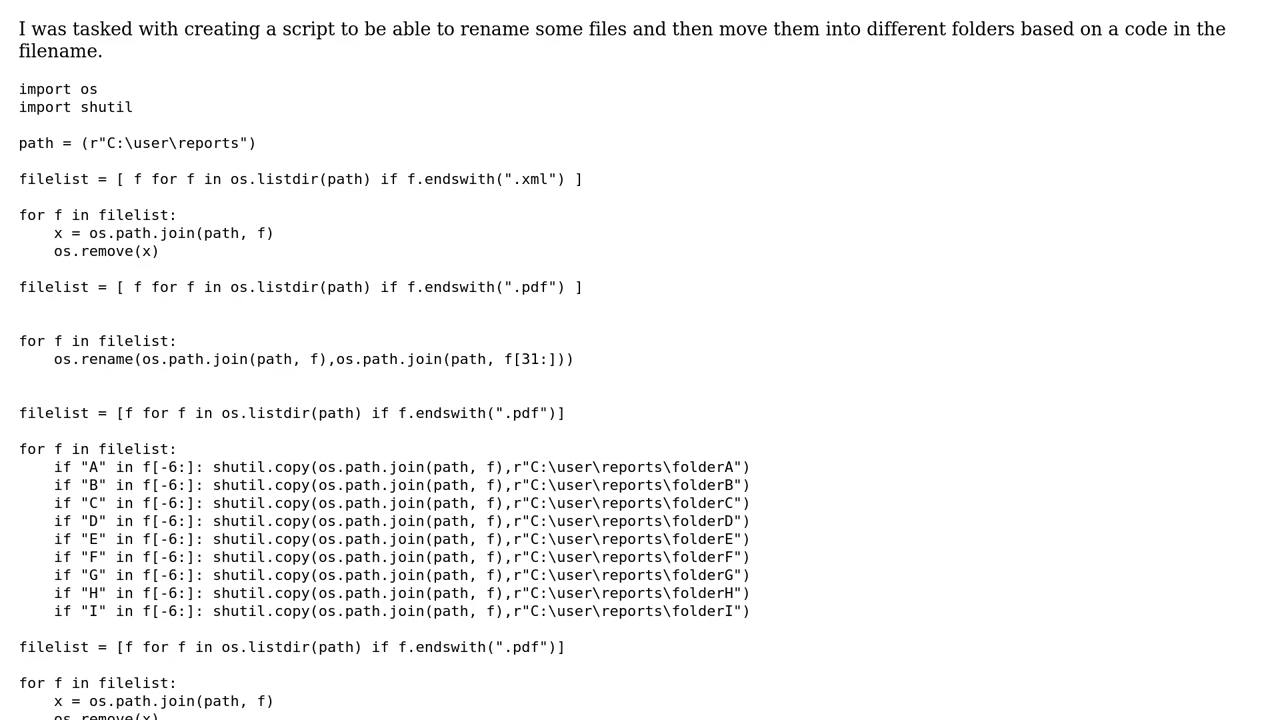 I was tasked with creating a script to be able to rename some files and then move them into different folders based on a code in the
filename.
import os
import shutil
path = (r"C:\user\reports")
filelist = [ f for f in os.listdir(path) if f.endswith(".xml") ]
for f in filelist:
    x = os.path.join(path, f)
    os.remove(x)
filelist = [ f for f in os.listdir(path) if f.endswith(".pdf") ]
for f in filelist:
    os.rename(os.path.join(path, f),os.path.join(path, f[31:]))
filelist = [f for f in os.listdir(path) if f.endswith(".pdf")]
for f in filelist:
    if "A" in f[-6:]: shutil.copy(os.path.join(path, f),r"C:\user\reports\folderA")
    if "B" in f[-6:]: shutil.copy(os.path.join(path, f),r"C:\user\reports\folderB")
    if "C" in f[-6:]: shutil.copy(os.path.join(path, f),r"C:\user\reports\folderC")
    if "D" in f[-6:]: shutil.copy(os.path.join(path, f),r"C:\user\reports\folderD")
    if "E" in f[-6:]: shutil.copy(os.path.join(path, f),r"C:\user\reports\folderE")
    if "F" in f[-6:]: shutil.copy(os.path.join(path, f),r"C:\user\reports\folderF")
    if "G" in f[-6:]: shutil.copy(os.path.join(path, f),r"C:\user\reports\folderG")
    if "H" in f[-6:]: shutil.copy(os.path.join(path, f),r"C:\user\reports\folderH")
    if "I" in f[-6:]: shutil.copy(os.path.join(path, f),r"C:\user\reports\folderI")
filelist = [f for f in os.listdir(path) if f.endswith(".pdf")]
for f in filelist:
    x = os.path.join(path, f)
    os.remove(x)